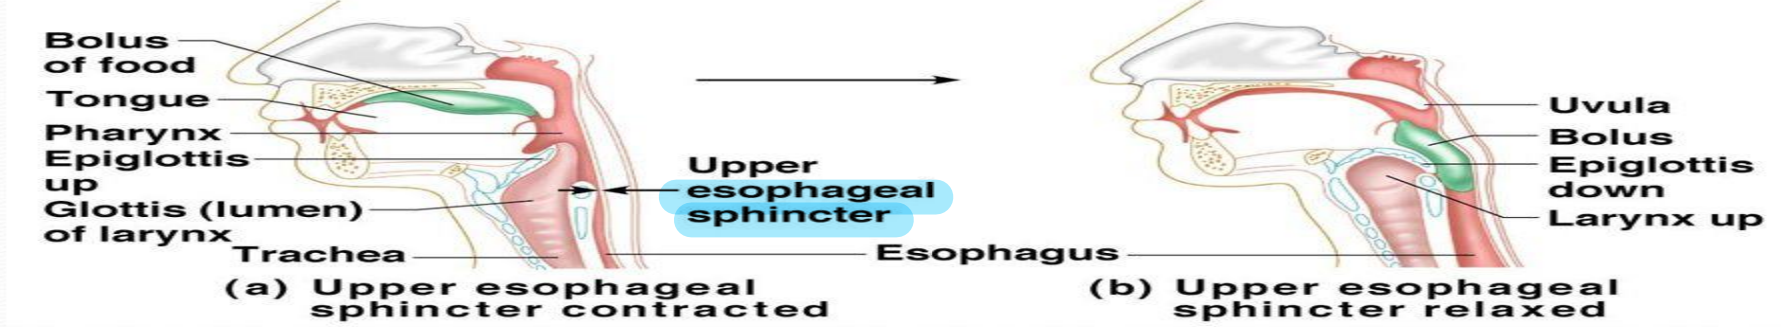 Bolus
of food
Tongue
Pharynx
Epiglottis
up
Glottis (lumen)
of larynx
Trachea
Upper
esophageal
sphincter
Esophagus
Uvula
Bolus
Epiglottis
down
Larynx up
(a) Upper esophageal
sphincter contracted
(b) Upper esophageal
sphincter relaxed